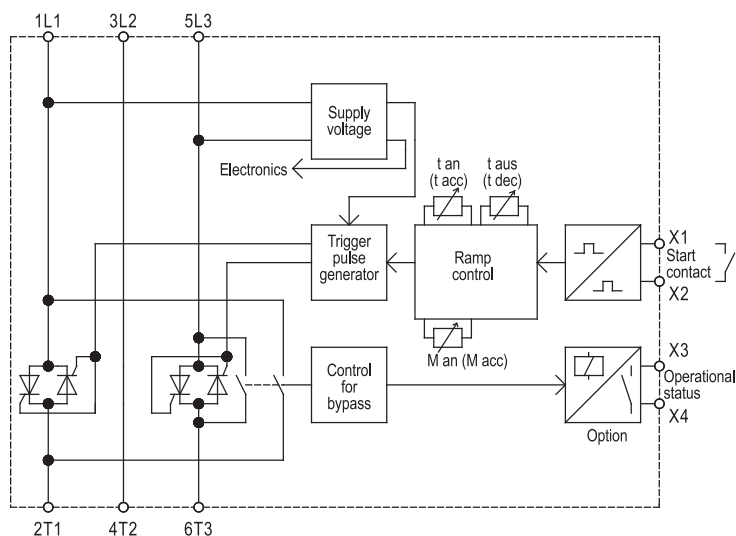 1L1 3L2 5L3
Supply
voltage
Electronics
t an
(t acc)
t aus
(t dec)
Trigger
pulse
generator
Ramp
control
X1
Start
contact
X2
M an (M acc)
Control
for
bypass
X3
Operational
status
X4
Option
2T1 4T2 6T3